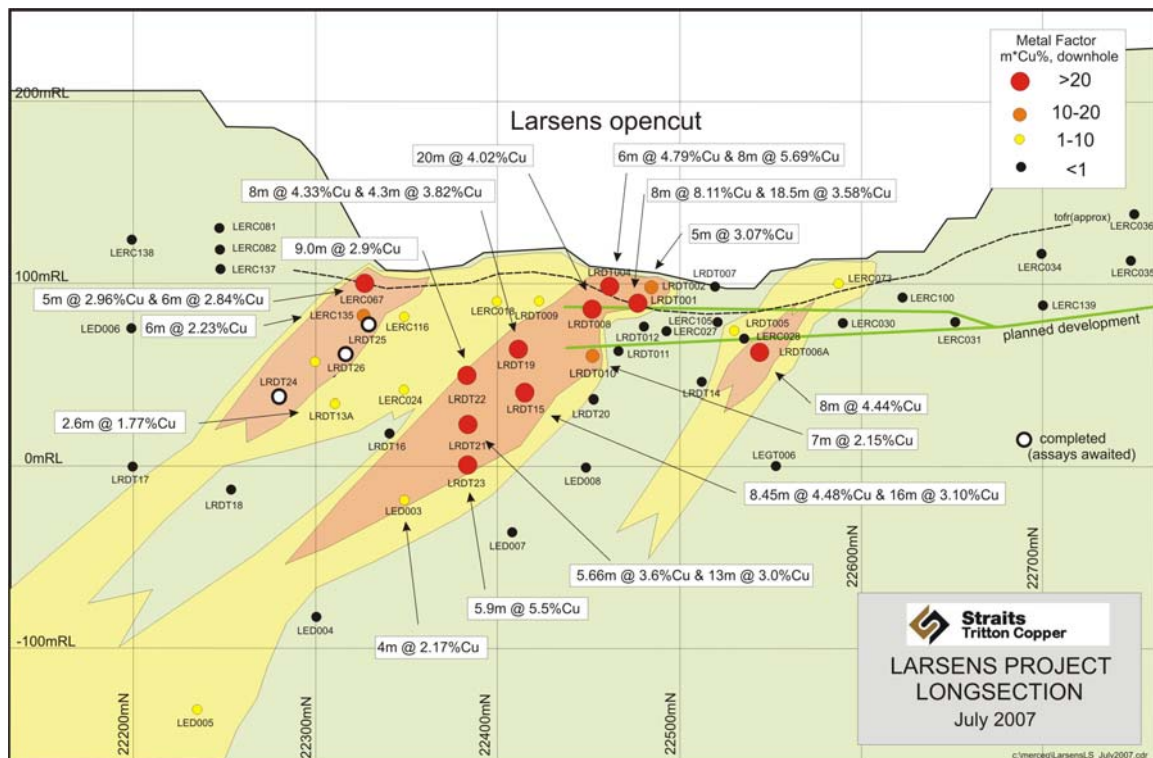 Metal Factor
m*Cu%, downhole
>20
10-20
1-10
<1
200mRL
Larsens opencut
20m @ 4.02%Cu
6m @ 4.79%Cu & 8m @ 5.69%Cu
8m @ 4.33%Cu & 4.3m @ 3.82%Cu
8m @ 8.11%Cu & 18.5m @ 3.58%Cu
9.0m @ 2.9%Cu
5m @ 3.07%Cu
tofr(approx)
LERC036
LERC081
LERC138
LERC082
LERC137
LERC034
LERC035
100mRL
LRDT004
LRDT002
LRDT007
LERC073
5m @ 2.96%Cu & 6m @ 2.84%Cu
LERC067
LERC018
LRDT009
LRDT001
LERC100
LERC139
6m @ 2.23%Cu
LERC135
LERC116
LRDT008
LERC105
LRDT005
LERC030
LERC031
planned development
LED006
LRDT25
LRDT012
LERC027
LERC028
LRDT26
LRDT19
LRDT011
LRDT006A
LRDT24
LRDT010
LRDT14
LRDT13A
LERC024
LRDT22
LRDT15
LRDT20
8m @ 4.44%Cu
2.6m @ 1.77%Cu
LRDT16
LRDT21
7m @ 2.15%Cu
completed
(assays awaited)
0mRL
LRDT17
LRDT18
LRDT23
LED008
LEGT006
8.45m @ 4.48%Cu & 16m @ 3.10%Cu
LED003
LED007
5.66m @ 3.6%Cu & 13m @ 3.0%Cu
5.9m @ 5.5%Cu
LED004
4m @ 2.17%Cu
-100mRL
LED005
22200mN
22300mN
22400mN
22500mN
22600mN
22700mN
Straits
Tritton Copper
LARSENS PROJECT
LONGSECTION
July 2007
c:\merceg\LarsensLS_July2007.cdr